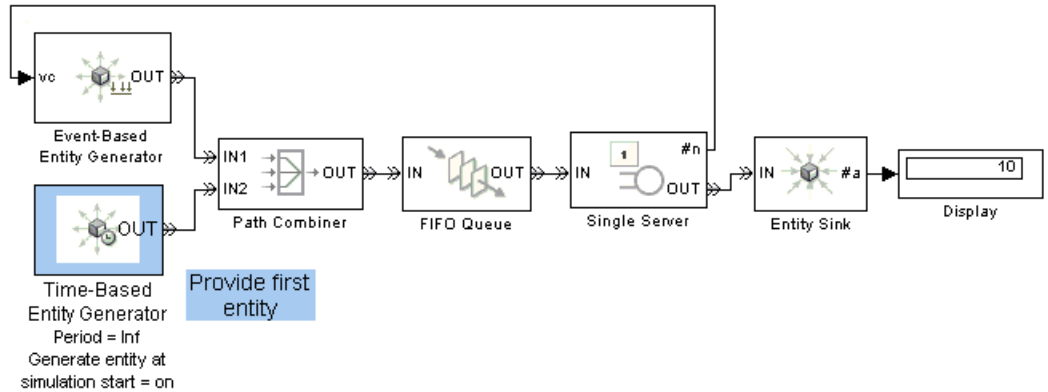 vc
OUT
Event-Based
Entity Generator
OUT
Time-Based
Entity Generator
Period = Inf
Generate entity at
simulation start = on
Provide first
entity
IN1
IN2
OUT
Path Combiner
IN
OUT
FIFO Queue
1
IN
#n
OUT
Single Server
IN
#a
Entity Sink
10
Display